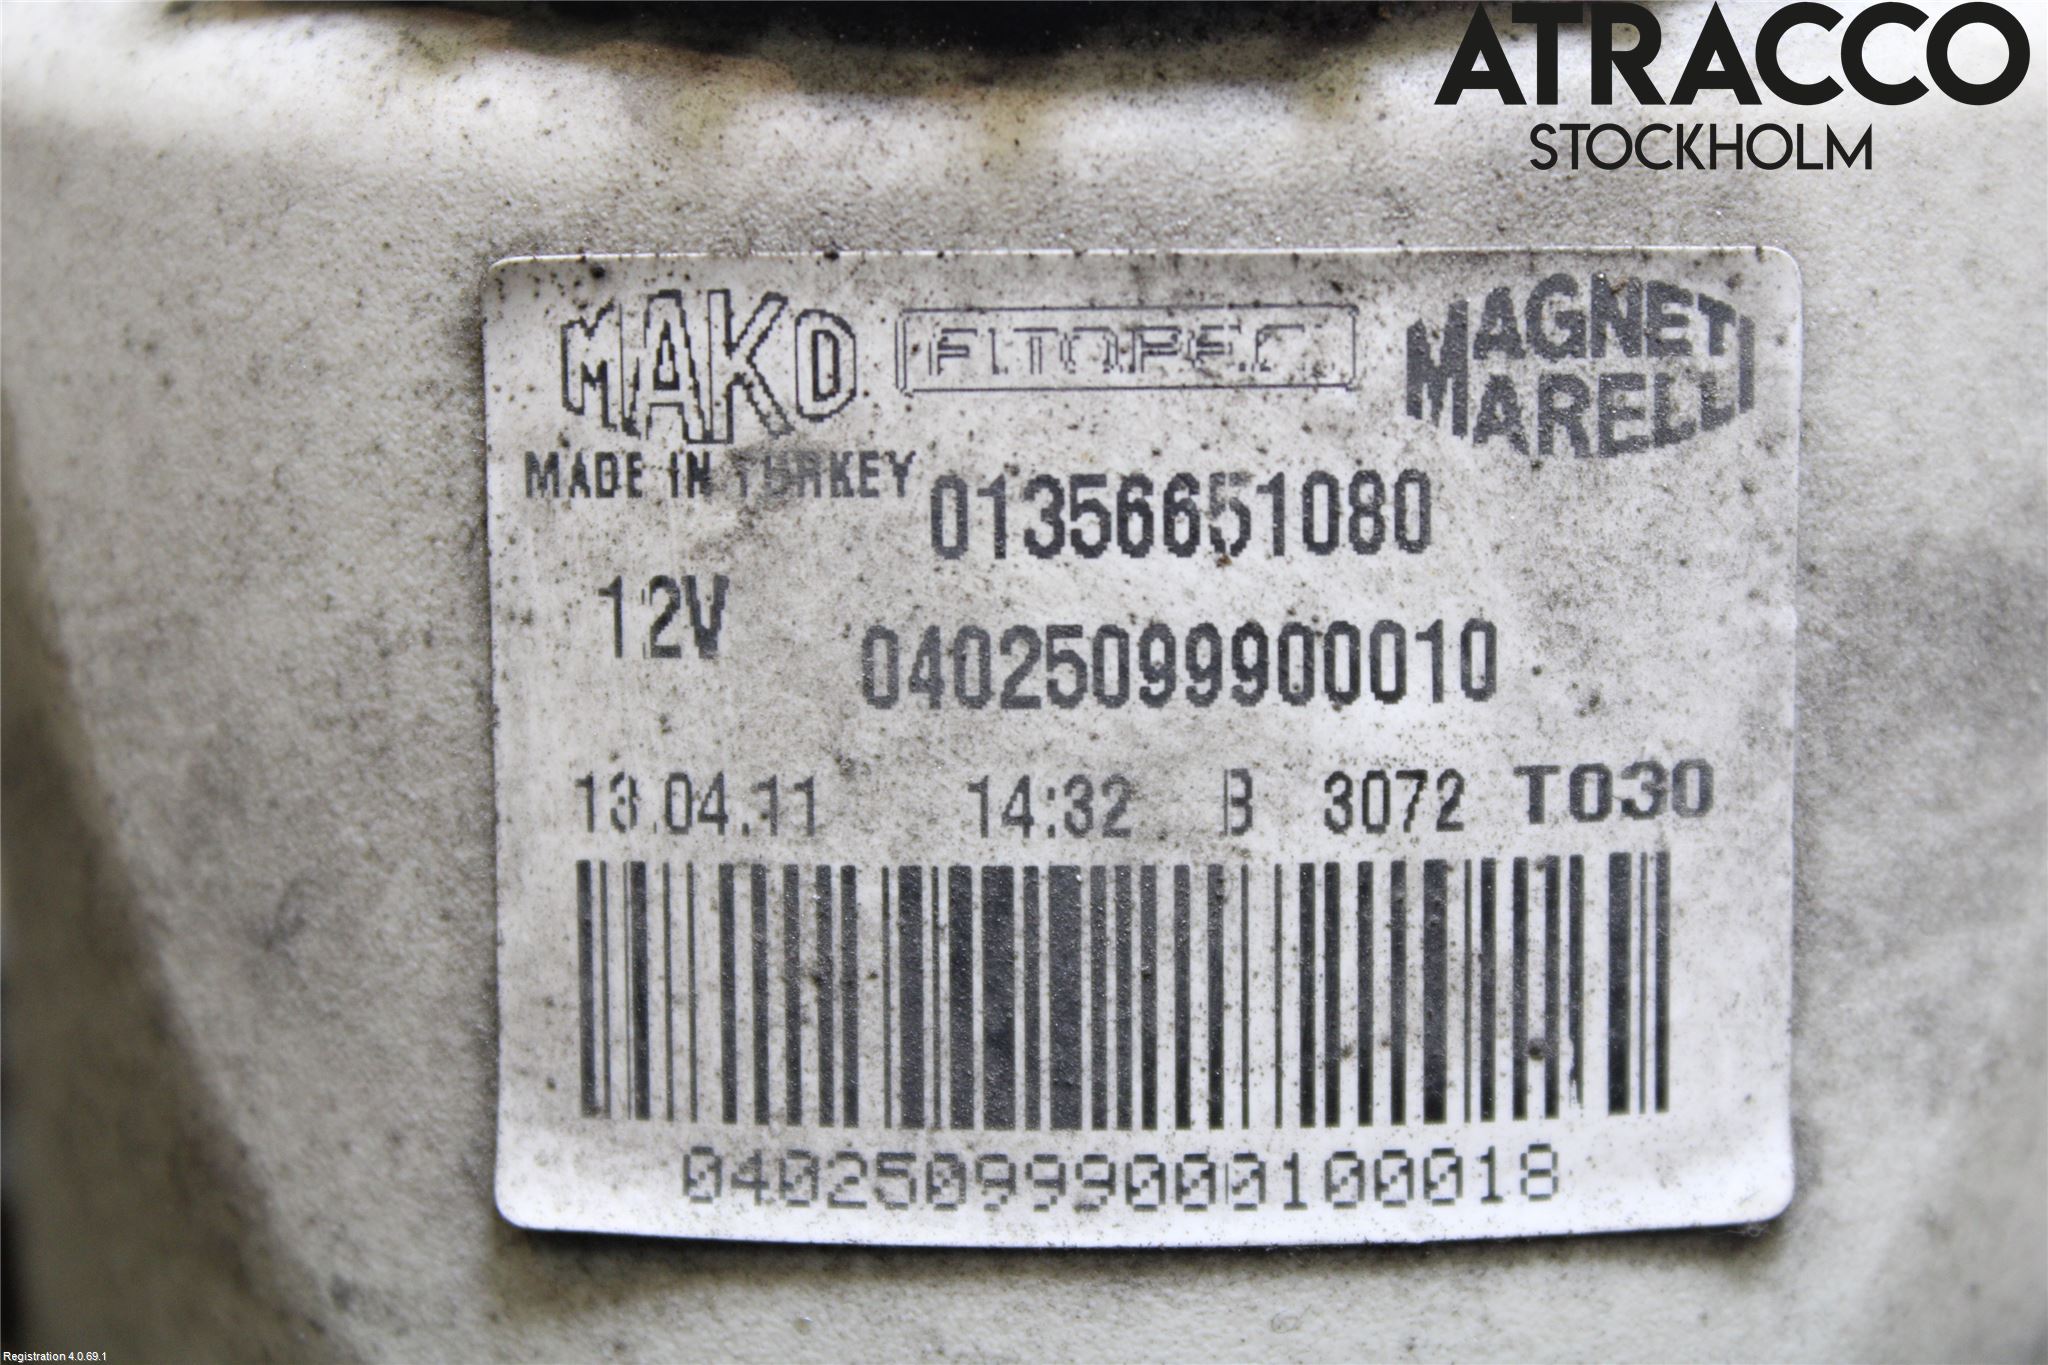 ATRACCO
STOCKHOLM
MAKO
FITOPEC
MAGNETI
MARELLI
MADE IN TURKEY
01356651080
12V
04025099900010
13.04.11 14:32 B 3072 T030
040250999000100018
Registration 4.0.69.1